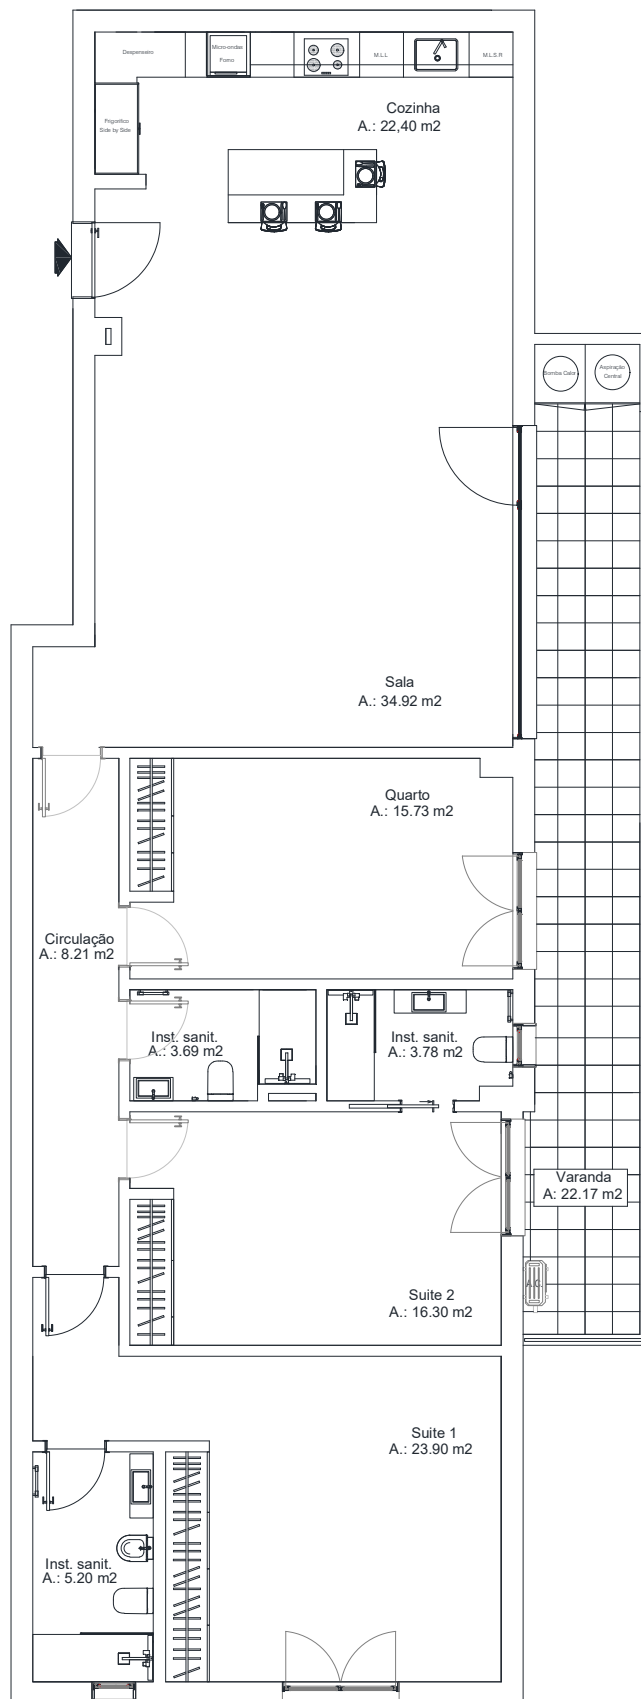 Despenseiro
Micro-ondas
Forno
M.L.L
M.L.S.R
Cozinha
A.: 22,40 m2
Frigorífico
Side by Side
Bomba Calor
Aspiração
Central
Sala
A.: 34.92 m2
Quarto
A.: 15.73 m2
Circulação
A.: 8.21 m2
Inst. sanit.
A.: 3.69 m2
Inst. sanit.
A.: 3.78 m2
Varanda
A: 22.17 m2
A.C.
Suite 2
A.: 16.30 m2
Suite 1
A.: 23.90 m2
Inst. sanit.
A.: 5.20 m2